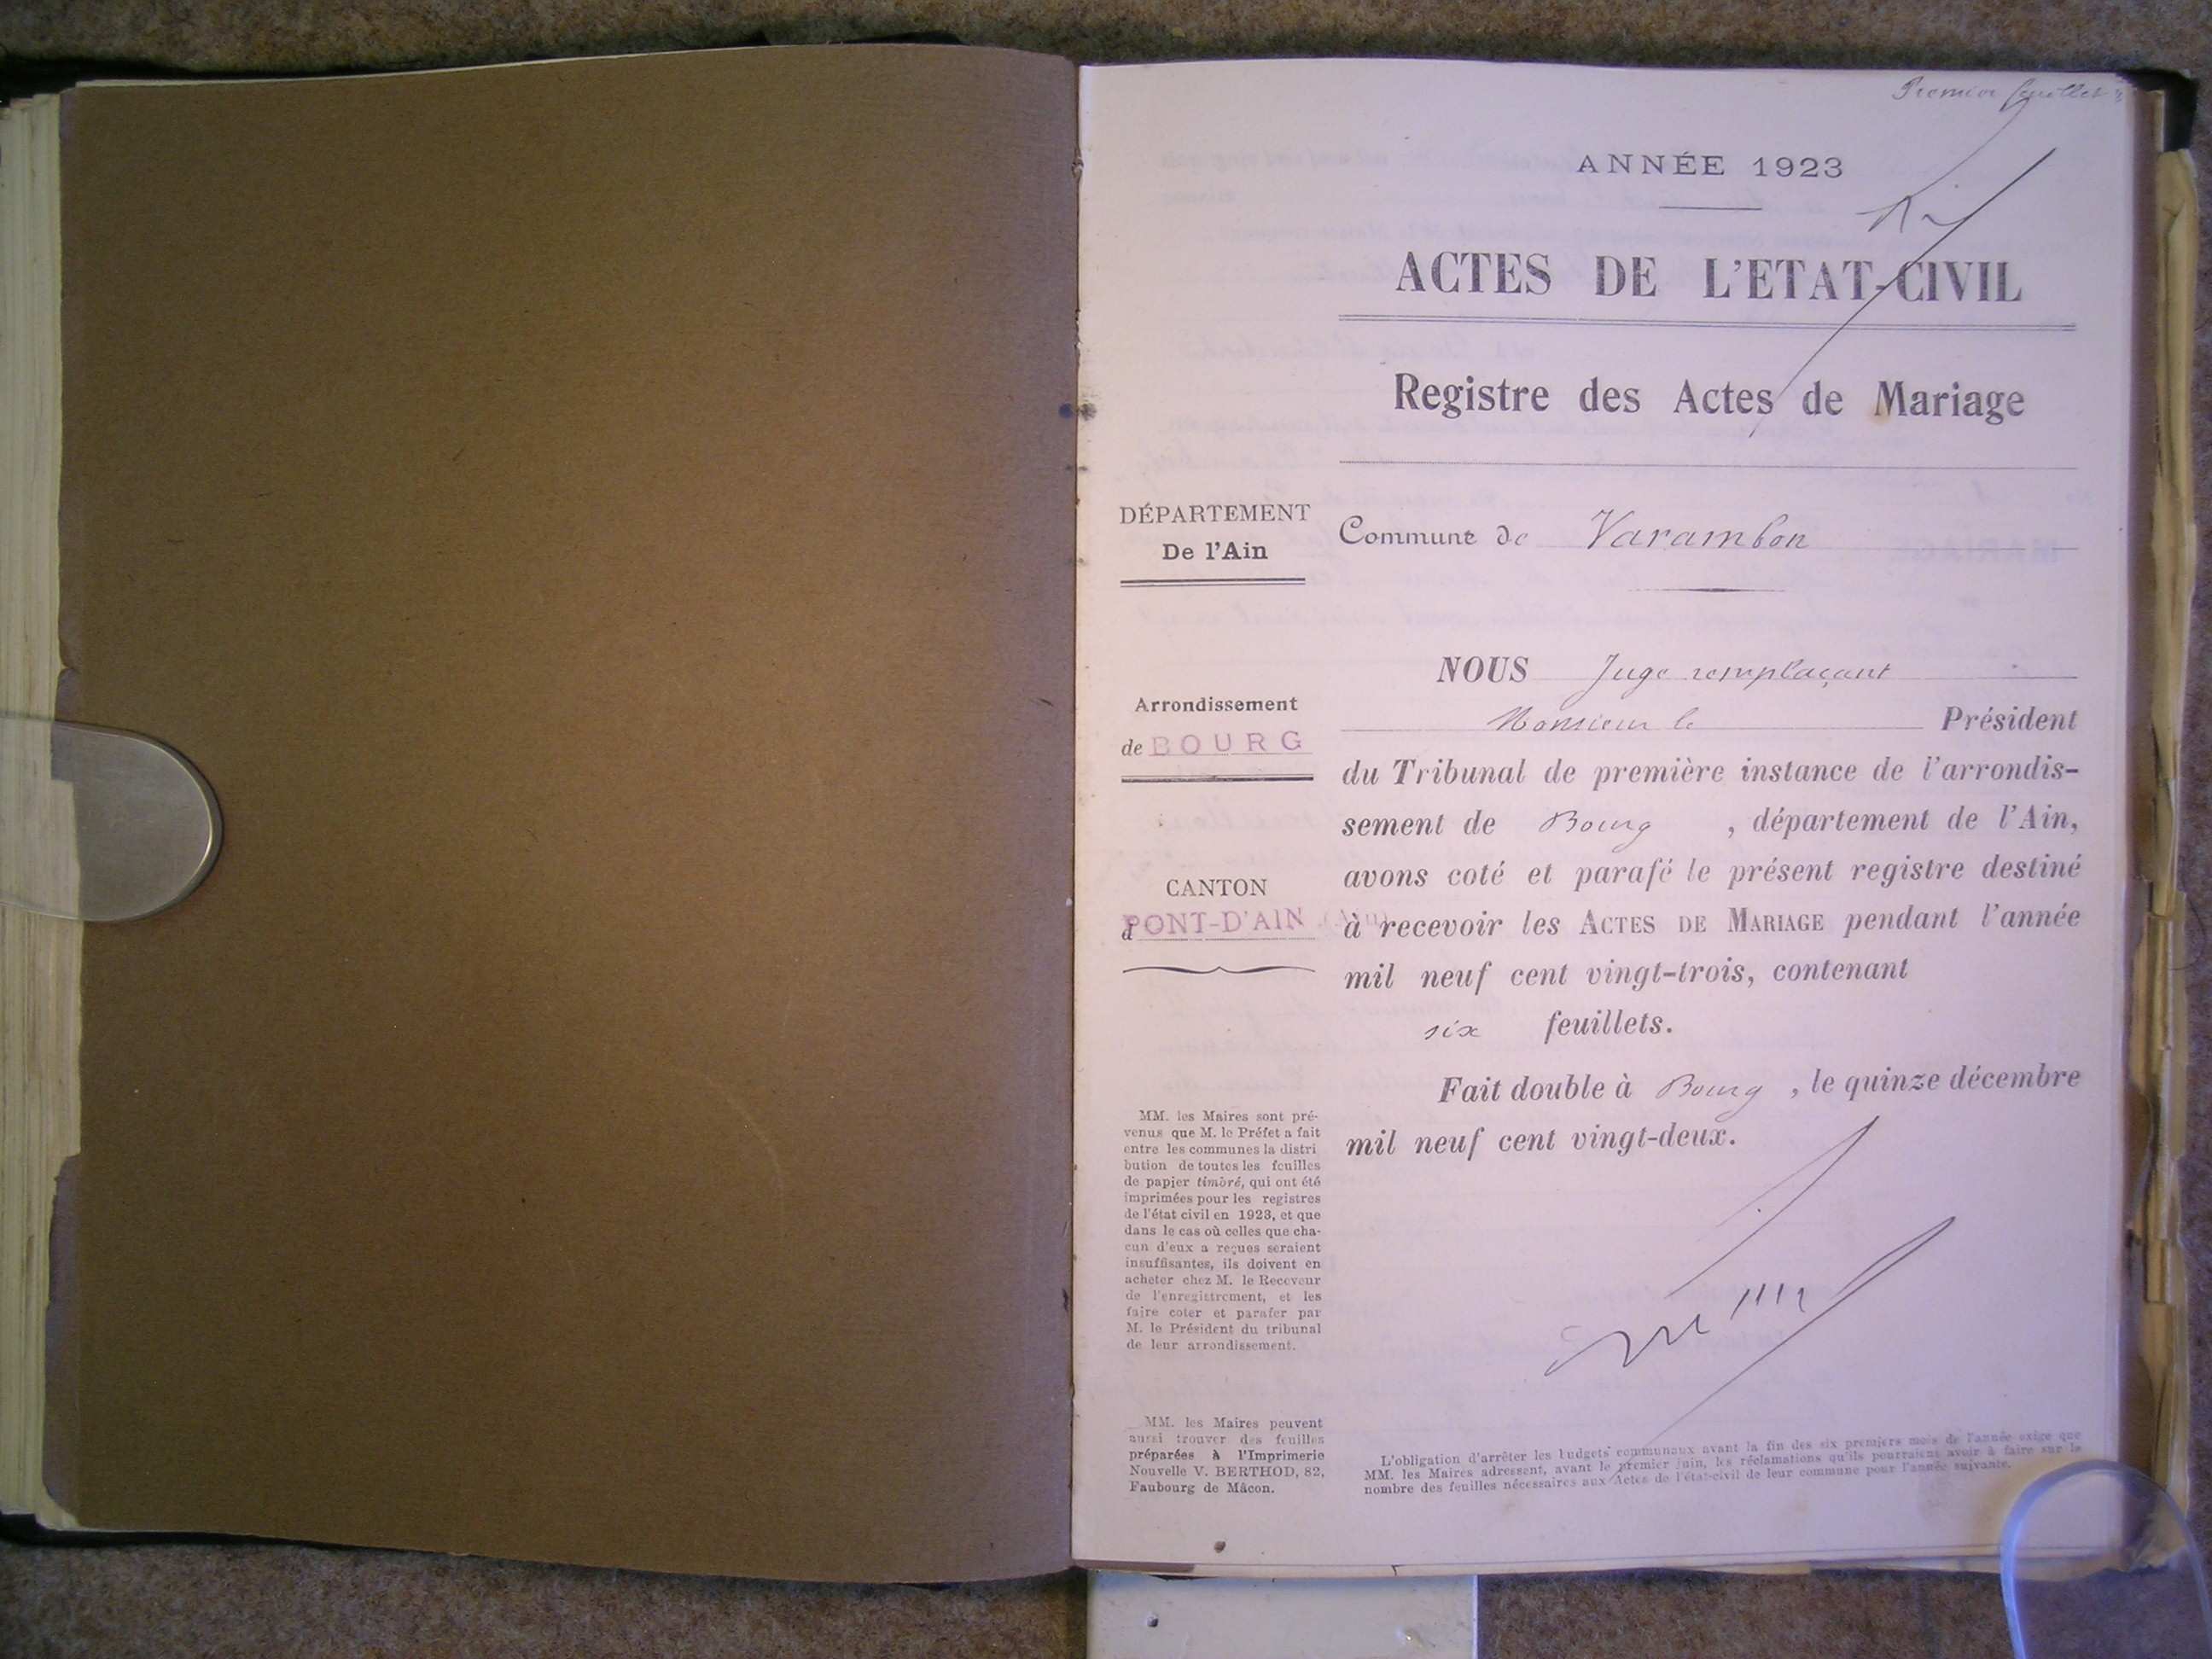 Premier feuillet
ANNÉE 1923
ACTES DE L'ETAT-CIVIL
Registre des Actes de Mariage
DÉPARTEMENT
De l'Ain
Commune de Varambon
Arrondissement
de BOURG
CANTON
d PONT-D'AIN (Ain)
NOUS Juge remplaçant
Monsieur le Président
du Tribunal de première instance de l'arrondis-
sement de Bourg , département de l'Ain,
avons coté et parafé le présent registre destiné
à recevoir les ACTES DE MARIAGE pendant l'année
mil neuf cent vingt-trois, contenant
six feuillets.
Fait double à Bourg , le quinze décembre
mil neuf cent vingt-deux.
MM. les Maires sont pré-
venus que M. le Préfet a fait
entre les communes la distri
bution de toutes les feuilles
de papier timbré, qui ont été
imprimées pour les registres
de l'état civil en 1923, et que
dans le cas où celles que cha-
cun d'eux a reçues seraient
insuffisantes, ils doivent en
acheter chez M. le Receveur
de l'enregistrement, et les
faire coter et parafer par
M. le Président du tribunal
de leur arrondissement.
MM. les Maires peuvent
aussi trouver des feuilles
préparées à l'Imprimerie
Nouvelle V. BERTHOD, 82,
Faubourg de Mâcon.
L'obligation d'arrêter les budgets communaux avant la fin des six premiers mois de l'année exige que
MM. les Maires adressent, avant le premier juin, les réclamations qu'ils pourraient avoir à faire sur le
nombre des feuilles nécessaires aux Actes de l'état-civil de leur commune pour l'année suivante.